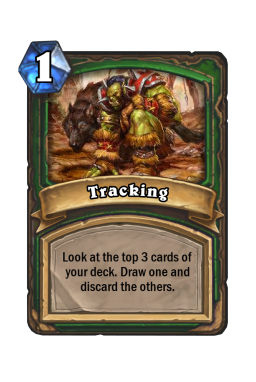 1
Tracking
Look at the top 3 cards of
your deck. Draw one and
discard the others.